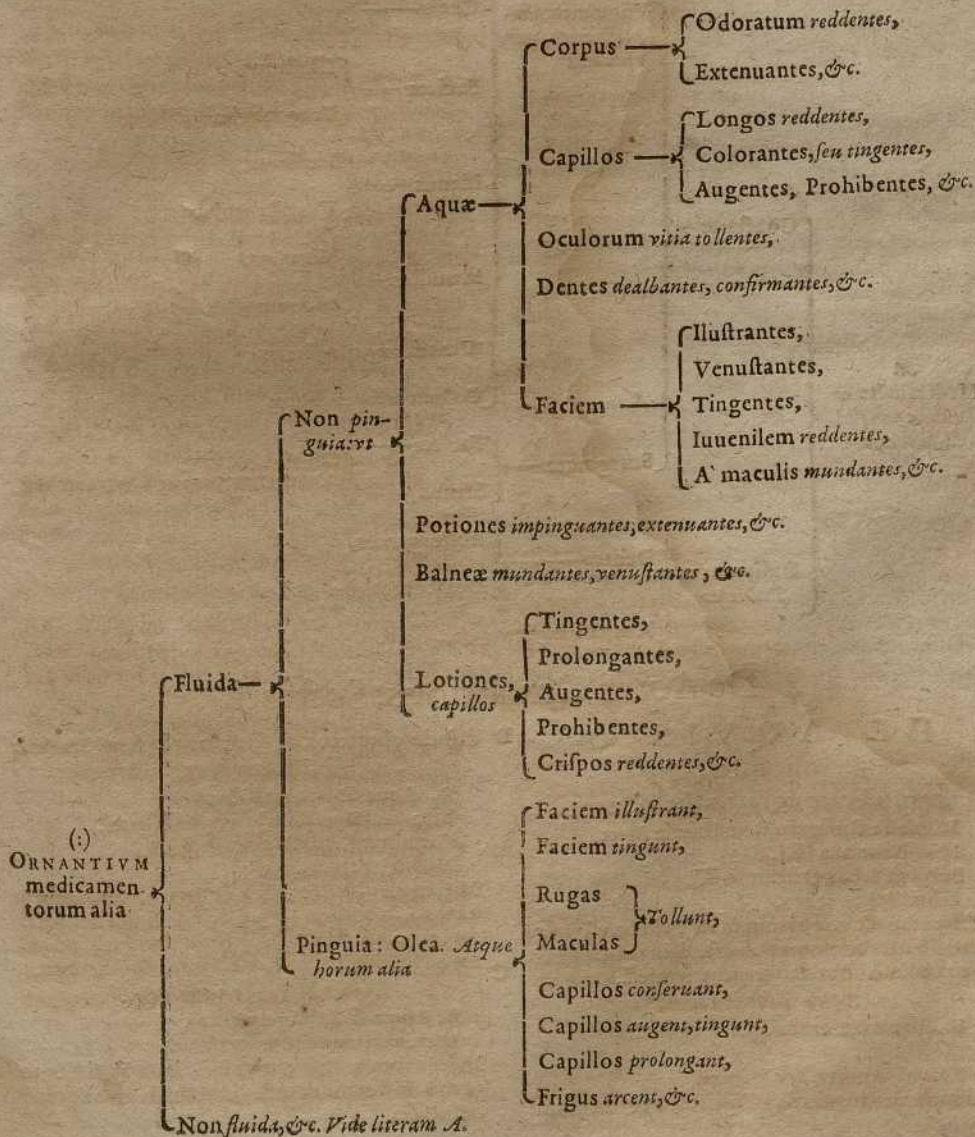 Odoratum reddentes,
Corpus
Extenuantes, &c.
Longos reddentes,
Capillos
Colorantes, ſeu tingentes,
Augentes, Prohibentes, &c.
Aquæ
Oculorum vitia tollentes,
Dentes dealbantes, confirmantes, &c.
Iluſtrantes,
Venuſtantes,
Faciem
Tingentes,
Iuuenilem reddentes,
A` maculis mundantes, &c.
Non pin-
guia: vt
Potiones impinguantes, extenuantes, &c.
Balneæ mundantes, venuſtantes, &c.
Tingentes,
Prolongantes,
Lotiones,
capillos
Augentes,
Prohibentes,
Criſpos reddentes, &c.
Fluida
Faciem illuſtrant,
Faciem tingunt,
Rugas
Maculas
Tollunt,
Pinguia: Olea. Atque
horum alia
Capillos conſeruant,
Capillos augent, tingunt,
Capillos prolongant,
Frigus arcent, &c.
(:)
ORNANTIVM
medicamen
torum alia
Non fluida, &c. Vide literam A.